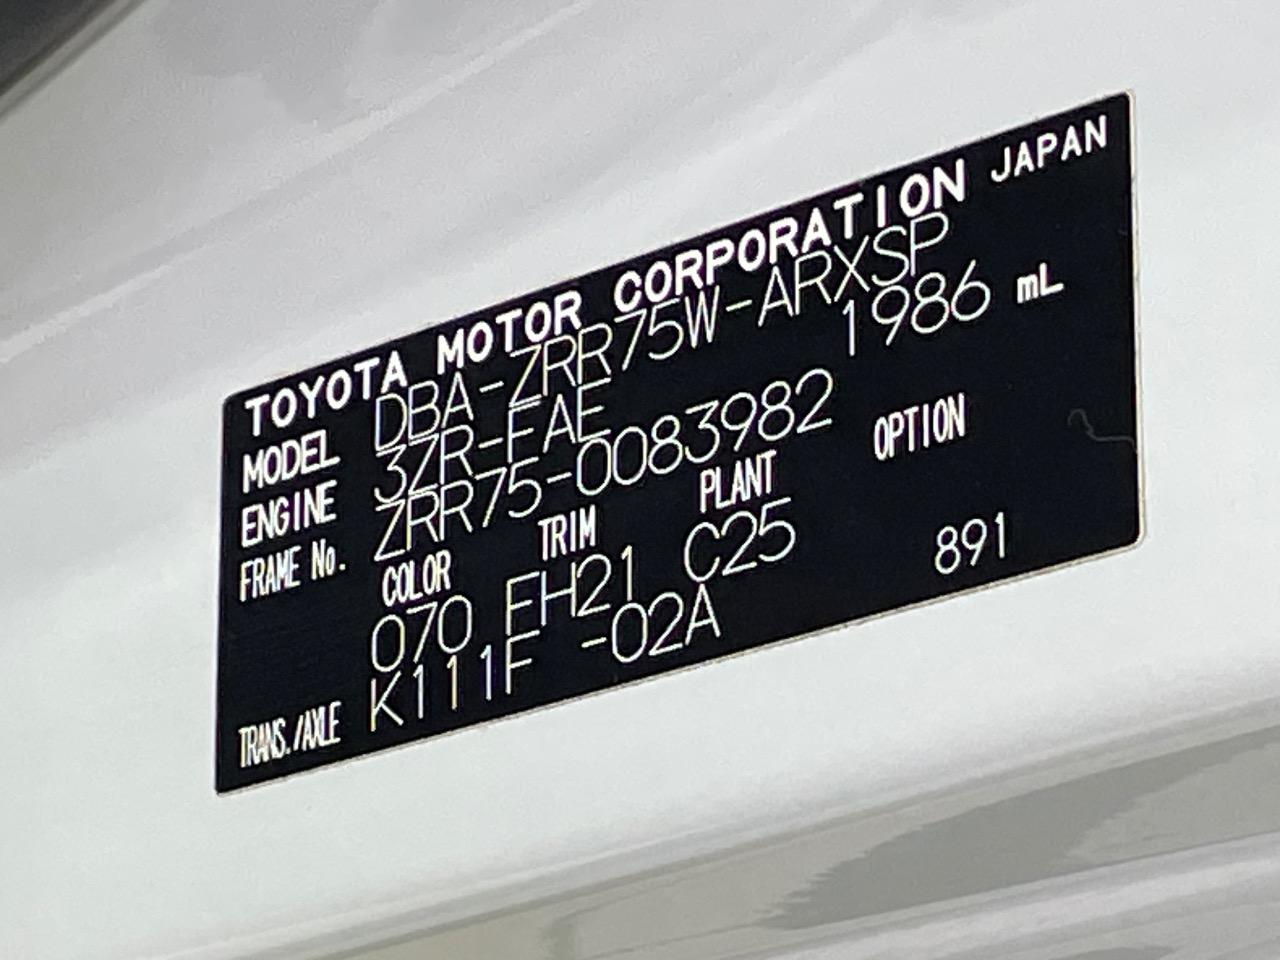 TOYOTA MOTOR CORPORATION JAPAN
MODEL DBA-ZRR75W-ARXSP
ENGINE 3ZR-FAE 1986 mL
FRAME No. ZRR75-0083982
COLOR TRIM PLANT OPTION
070 FH21 C25 891
TRANS./AXLE K111F -02A